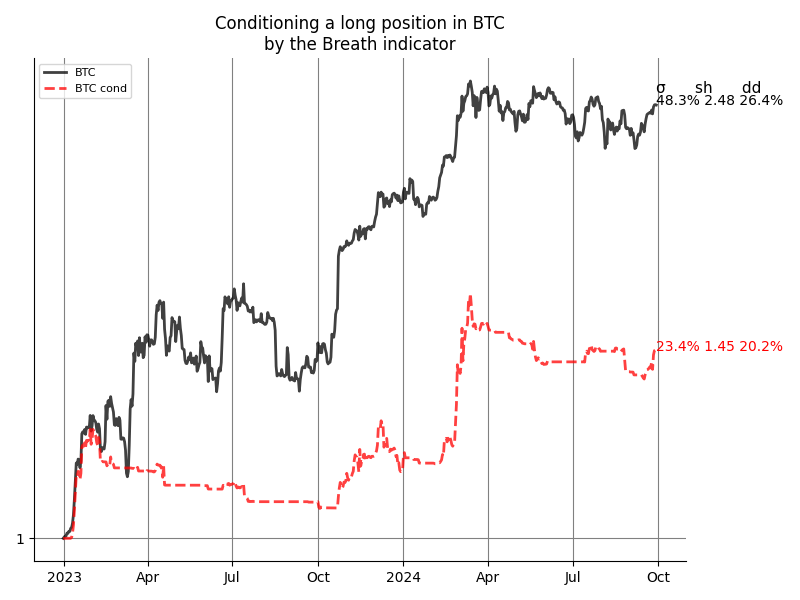 Conditioning a long position in BTC
by the Breath indicator
BTC
BTC cond
σ sh dd
48.3% 2.48 26.4%
23.4% 1.45 20.2%
1
2023 Apr Jul Oct 2024 Apr Jul Oct